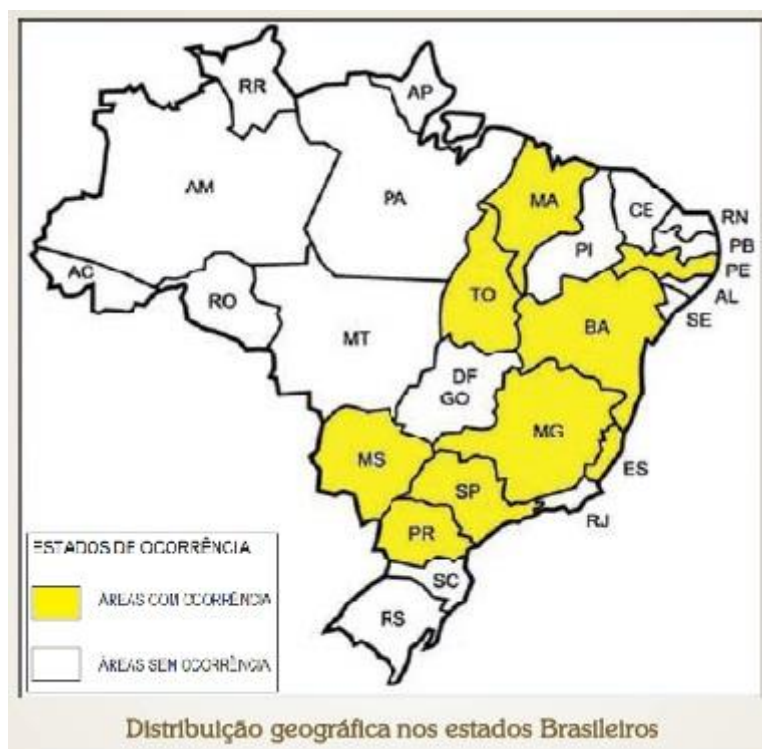 RR
AP
AM
PA
MA
CE
RN
PI
PB
PE
AC
TO
AL
RO
BA
SE
MT
DF
GO
MG
MS
ES
SP
RJ
PR
SC
RS
ESTADOS DE OCORRÊNCIA
ÁREAS COM OCORRÊNCIA
ÁREAS SEM OCORRÊNCIA
Distribuição geográfica nos estados Brasileiros